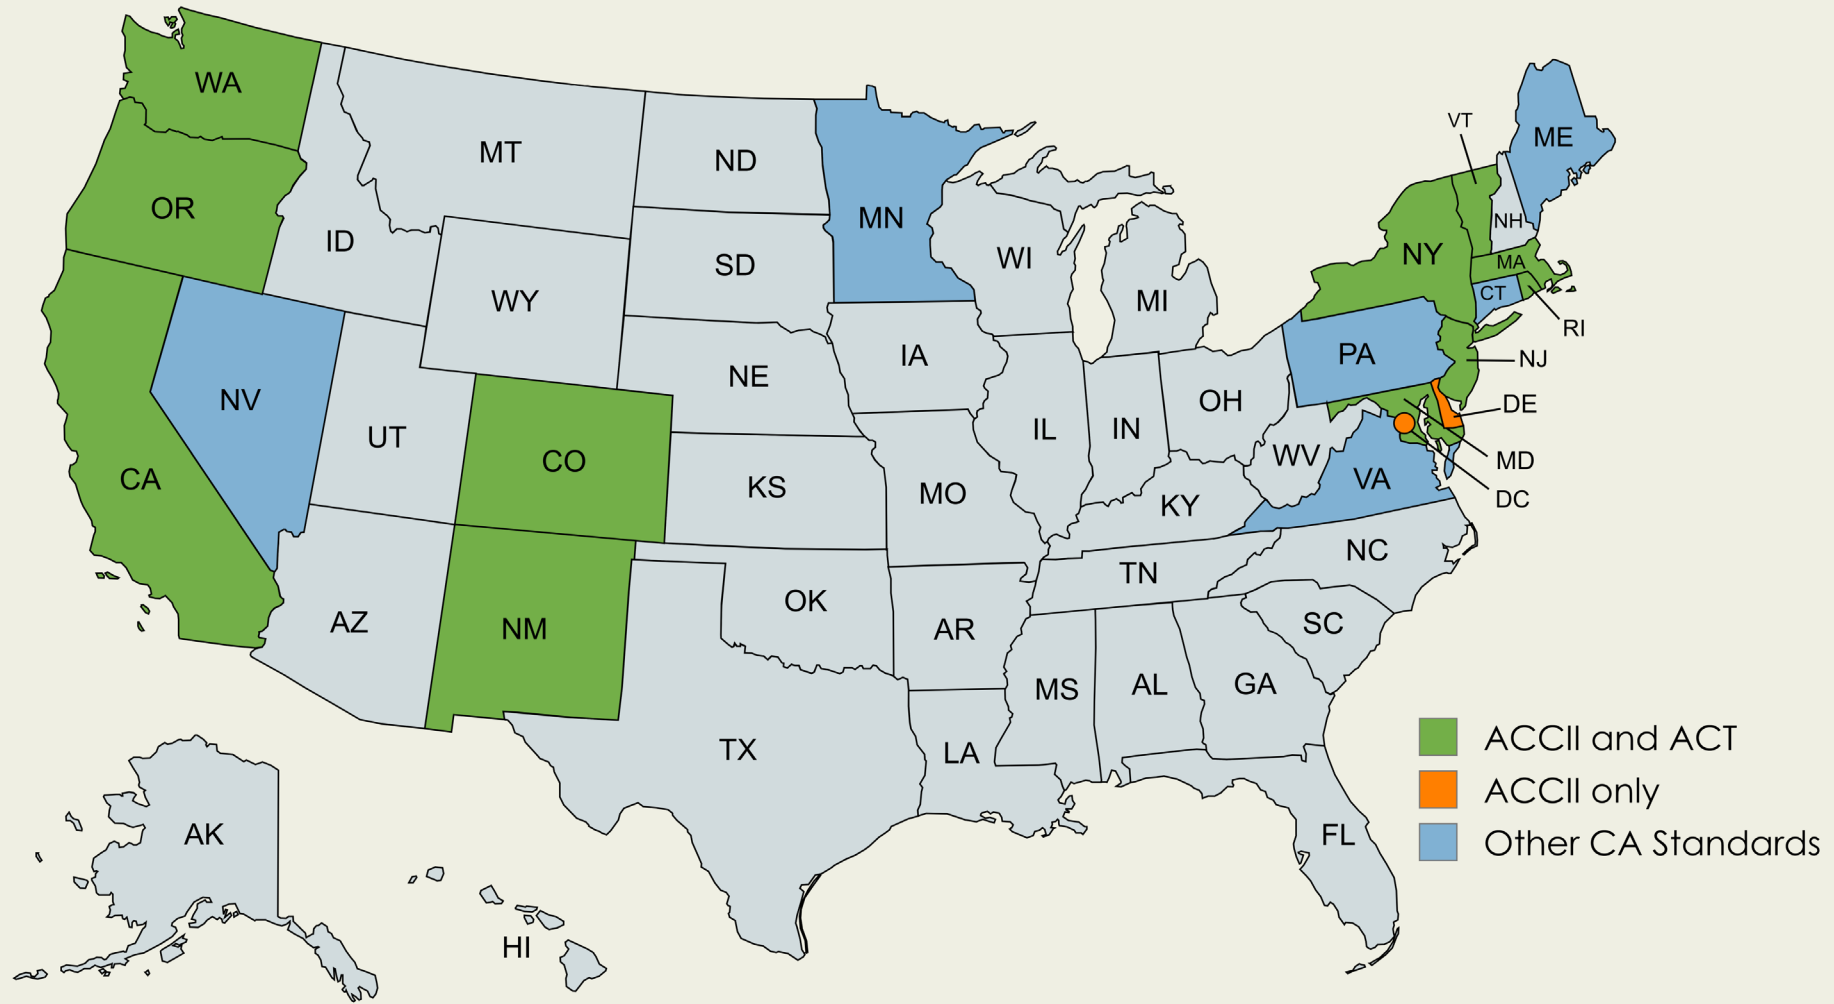 WA
OR
CA
NV
ID
MT
WY
UT
CO
AZ
NM
ND
SD
NE
KS
OK
TX
MN
IA
MO
AR
LA
WI
IL
MI
IN
OH
KY
TN
MS
AL
GA
FL
SC
NC
VA
WV
PA
NY
VT
NH
ME
MA
CT
RI
NJ
DE
MD
DC
AK
HI
ACCII and ACT
ACCII only
Other CA Standards